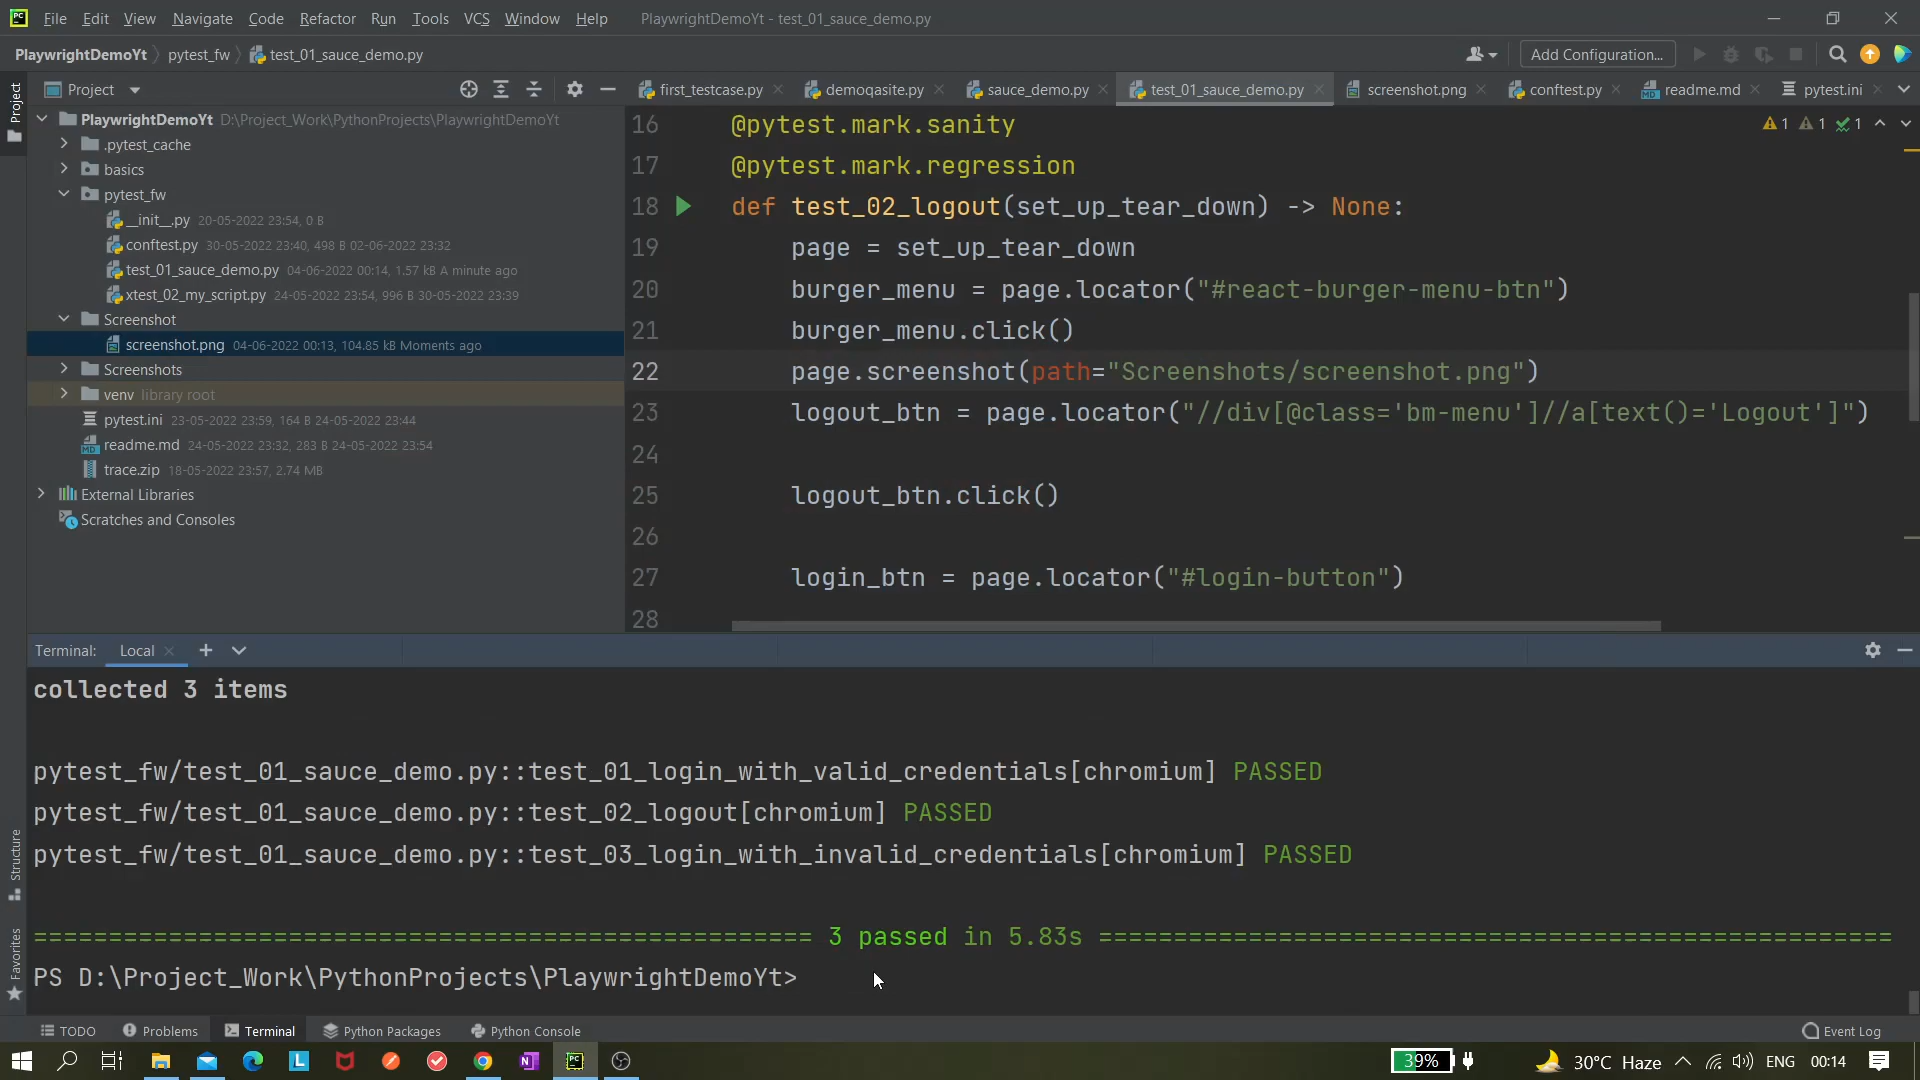 PC File Edit View Navigate Code Refactor Run Tools VCS Window Help PlaywrightDemoYt - test_01_sauce_demo.py
PlaywrightDemoYt pytest_fw test_01_sauce_demo.py Add Configuration...
Project
Project
first_testcase.py demoqasite.py sauce_demo.py test_01_sauce_demo.py screenshot.png conftest.py readme.md pytest.ini
PlaywrightDemoYt D:\Project_Work\PythonProjects\PlaywrightDemoYt
.pytest_cache
basics
pytest_fw
__init__.py 20-05-2022 23:54, 0 B
conftest.py 30-05-2022 23:40, 498 B 02-06-2022 23:32
test_01_sauce_demo.py 04-06-2022 00:14, 1.57 kB A minute ago
xtest_02_my_script.py 24-05-2022 23:54, 996 B 30-05-2022 23:39
Screenshot
screenshot.png 04-06-2022 00:13, 104.85 kB Moments ago
Screenshots
venv library root
pytest.ini 23-05-2022 23:59, 164 B 24-05-2022 23:44
readme.md 24-05-2022 23:32, 283 B 24-05-2022 23:54
trace.zip 18-05-2022 23:57, 2.74 MB
External Libraries
Scratches and Consoles
1 1 1
16 @pytest.mark.sanity
17 @pytest.mark.regression
18 def test_02_logout(set_up_tear_down) -> None:
19 page = set_up_tear_down
20 burger_menu = page.locator("#react-burger-menu-btn")
21 burger_menu.click()
22 page.screenshot(path="Screenshots/screenshot.png")
23 logout_btn = page.locator("//div[@class='bm-menu']//a[text()='Logout']")
24
25 logout_btn.click()
26
27 login_btn = page.locator("#login-button")
28
Terminal: Local
collected 3 items
pytest_fw/test_01_sauce_demo.py::test_01_login_with_valid_credentials[chromium] PASSED
pytest_fw/test_01_sauce_demo.py::test_02_logout[chromium] PASSED
pytest_fw/test_01_sauce_demo.py::test_03_login_with_invalid_credentials[chromium] PASSED
==================================================== 3 passed in 5.83s =====================================================
PS D:\Project_Work\PythonProjects\PlaywrightDemoYt>
Structure
Favorites
TODO Problems Terminal Python Packages Python Console Event Log
L N PC 39% 30°C Haze ENG 00:14